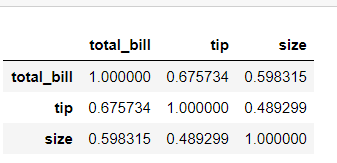 total_bill tip size
total_bill 1.000000 0.675734 0.598315
tip 0.675734 1.000000 0.489299
size 0.598315 0.489299 1.000000